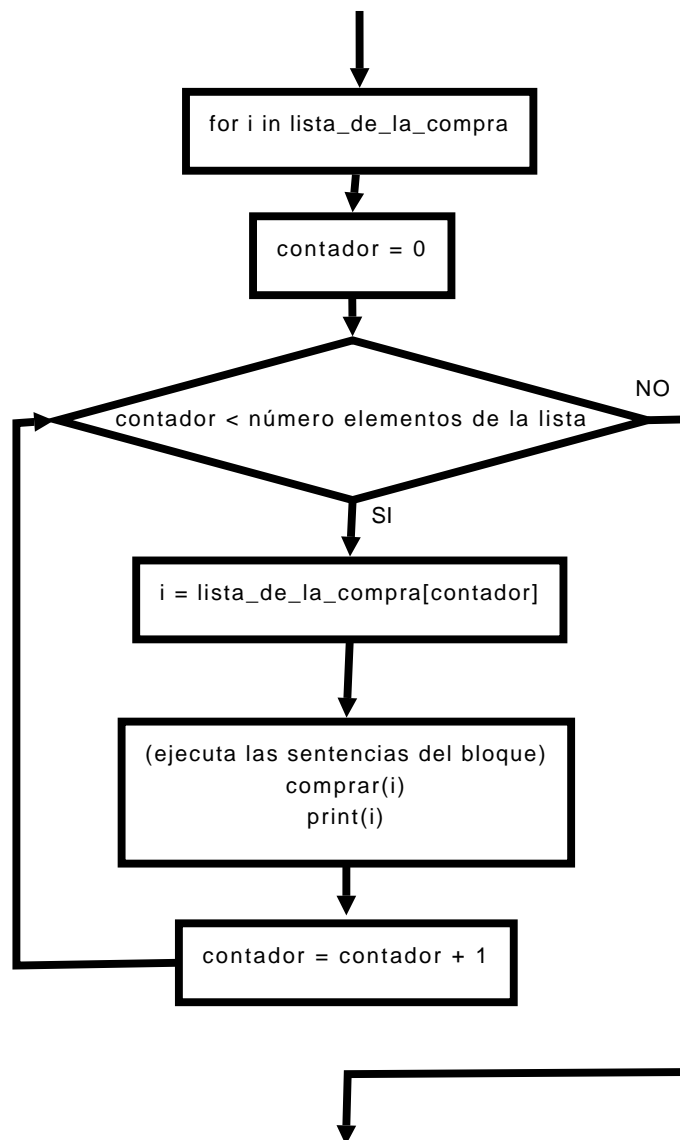 for i in lista_de_la_compra
contador = 0
NO
contador < número elementos de la lista
SI
i = lista_de_la_compra[contador]
(ejecuta las sentencias del bloque)
comprar(i)
print(i)
contador = contador + 1